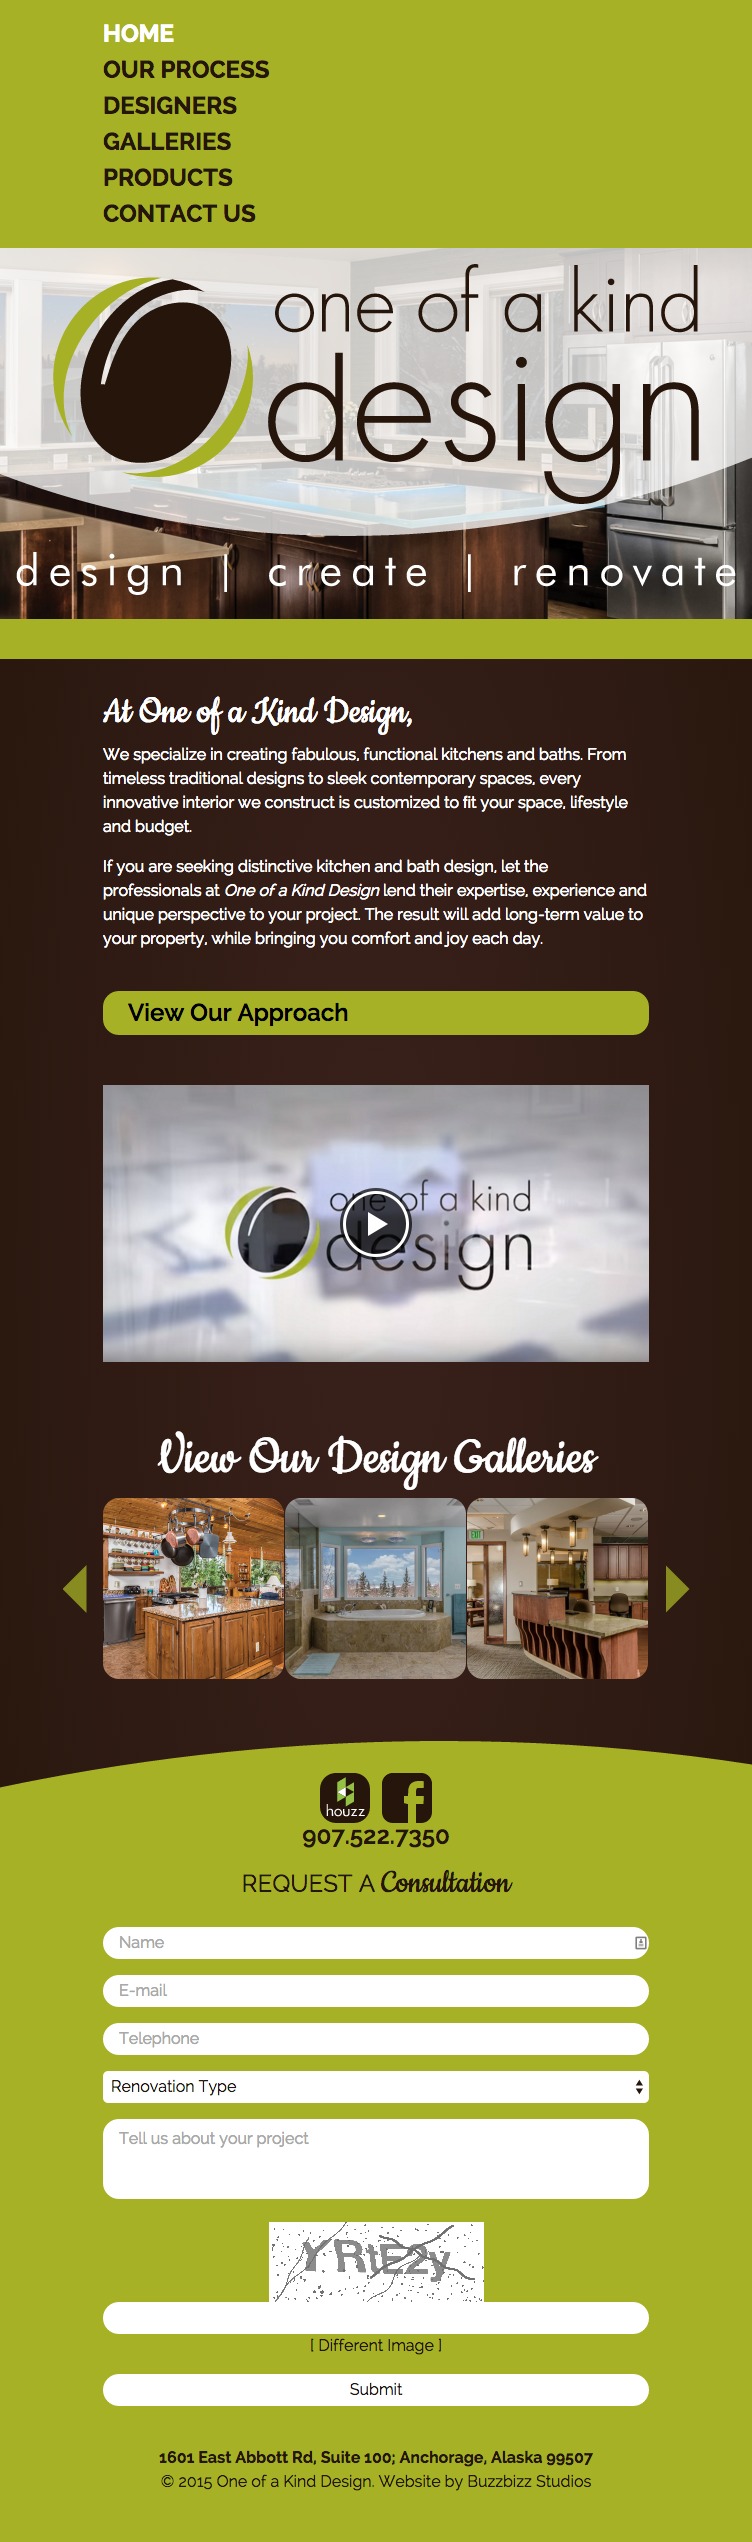 HOME
OUR PROCESS
DESIGNERS
GALLERIES
PRODUCTS
CONTACT US
one of a kind
design
design | create | renovate
At One of a Kind Design,
We specialize in creating fabulous, functional kitchens and baths. From
timeless traditional designs to sleek contemporary spaces, every
innovative interior we construct is customized to fit your space, lifestyle
and budget.
If you are seeking distinctive kitchen and bath design, let the
professionals at One of a Kind Design lend their expertise, experience and
unique perspective to your project. The result will add long-term value to
your property, while bringing you comfort and joy each day.
View Our Approach
one of a kind
design
View Our Design Galleries
EXIT
houzz
907.522.7350
REQUEST A Consultation
Name
E-mail
Telephone
Renovation Type
Tell us about your project
YRtE2y
[ Different Image ]
Submit
1601 East Abbott Rd, Suite 100; Anchorage, Alaska 99507
© 2015 One of a Kind Design. Website by Buzzbizz Studios